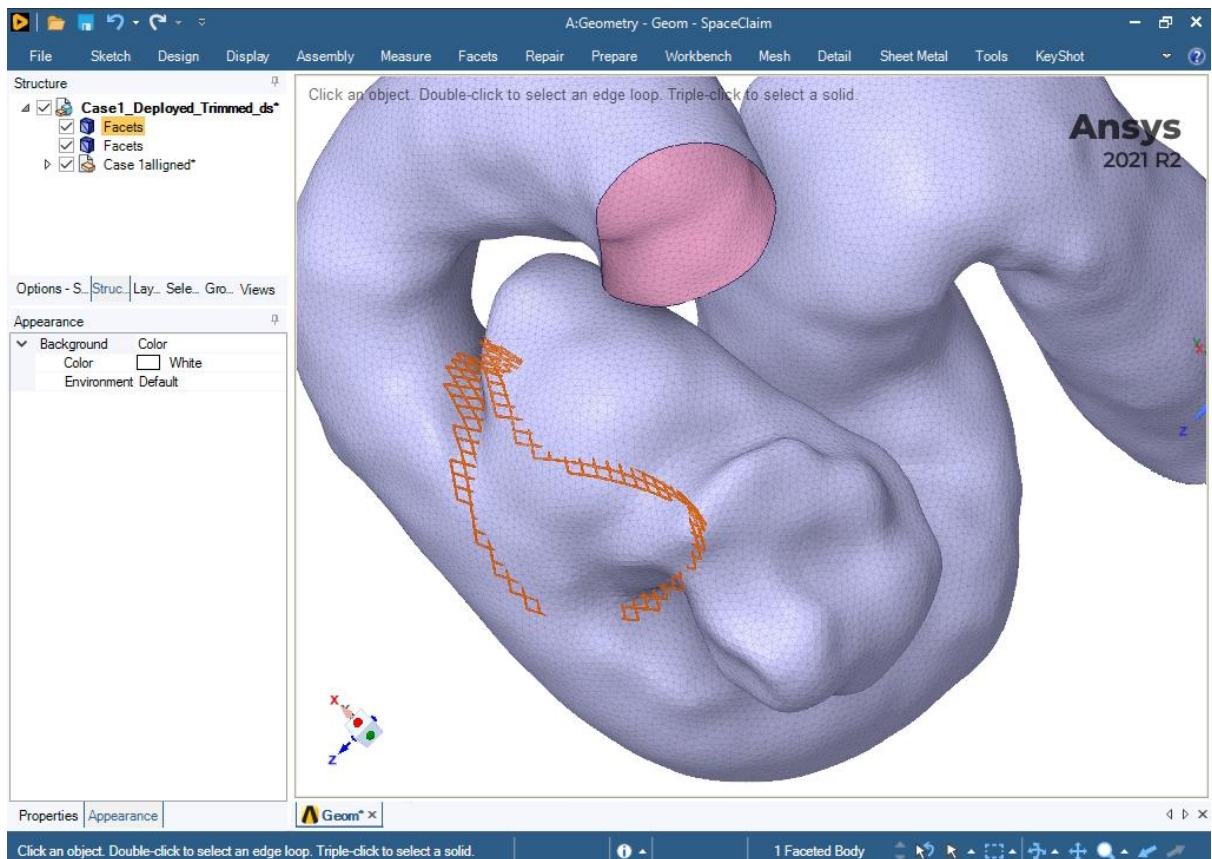 A:Geometry - Geom - SpaceClaim
File Sketch Design Display Assembly Measure Facets Repair Prepare Workbench Mesh Detail Sheet Metal Tools KeyShot
Structure
Case1_Deployed_Trimmed_ds*
Facets
Facets
Case 1alligned*
Options - S... Struc... Lay... Sele... Gro... Views
Appearance
Background Color
Color White
Environment Default
Properties Appearance
Click an object. Double-click to select an edge loop. Triple-click to select a solid.
Ansys
2021 R2
X
Z
Y
Z
Geom* ×
Click an object. Double-click to select an edge loop. Triple-click to select a solid. 1 Faceted Body